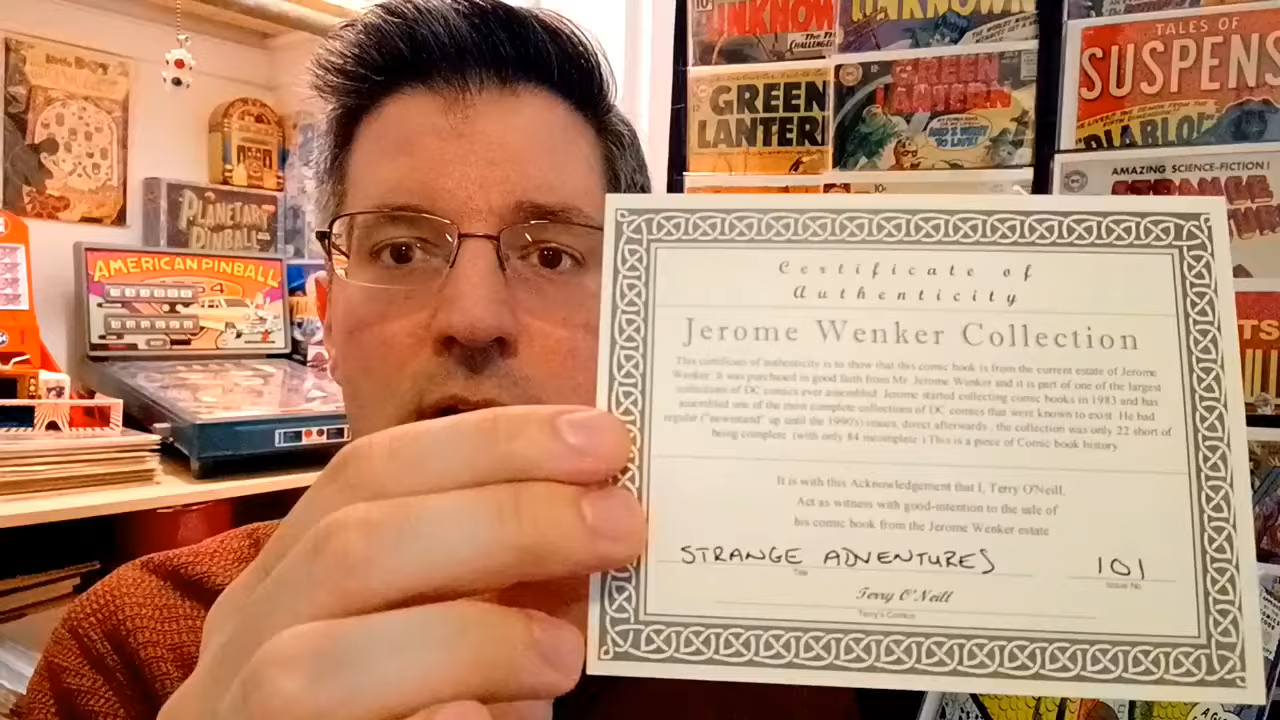 UNKNOWN
UNKNOWN
CHALLENGE
GREEN
LANTERN
GREEN
LANTERN
10¢
TALES OF
SUSPENS
"DIABLO!"
AMAZING SCIENCE-FICTION!
STRANGE
PLANETARY
PINBALL
AMERICAN PINBALL
Certificate of
Authenticity
Jerome Wenker Collection
This certificate of authenticity is to show that this comic book is from the current estate of Jerome
Wenker. It was purchased in good faith from Mr. Jerome Wenker and it is part of one of the largest
collections of DC comics ever assembled. Jerome started collecting comic books in 1983 and has
assembled one of the most complete collections of DC comics that were known to exist. He had
regular ("newsstand" up until the 1990's) issues, direct afterwards, the collection was only 22 short of
being complete (with only 84 incomplete.) This is a piece of Comic book history
It is with this Acknowledgement that I, Terry O'Neill,
Act as witness with good-intention to the sale of
his comic book from the Jerome Wenker estate
STRANGE ADVENTURES 101
Title Issue No
Terry O'Neill
Terry's Comics